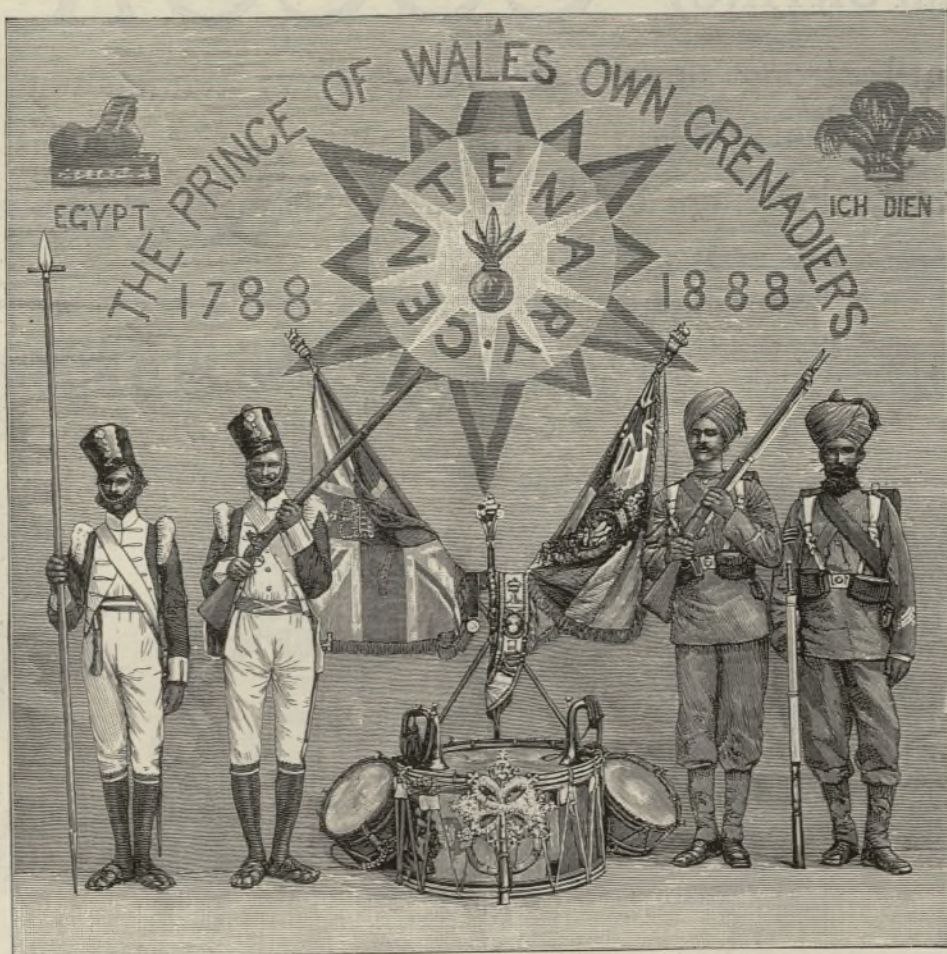 THE PRINCE OF WALES OWN GRENADIERS
CENTENARY.
EGYPT
ICH DIEN
1788
1888